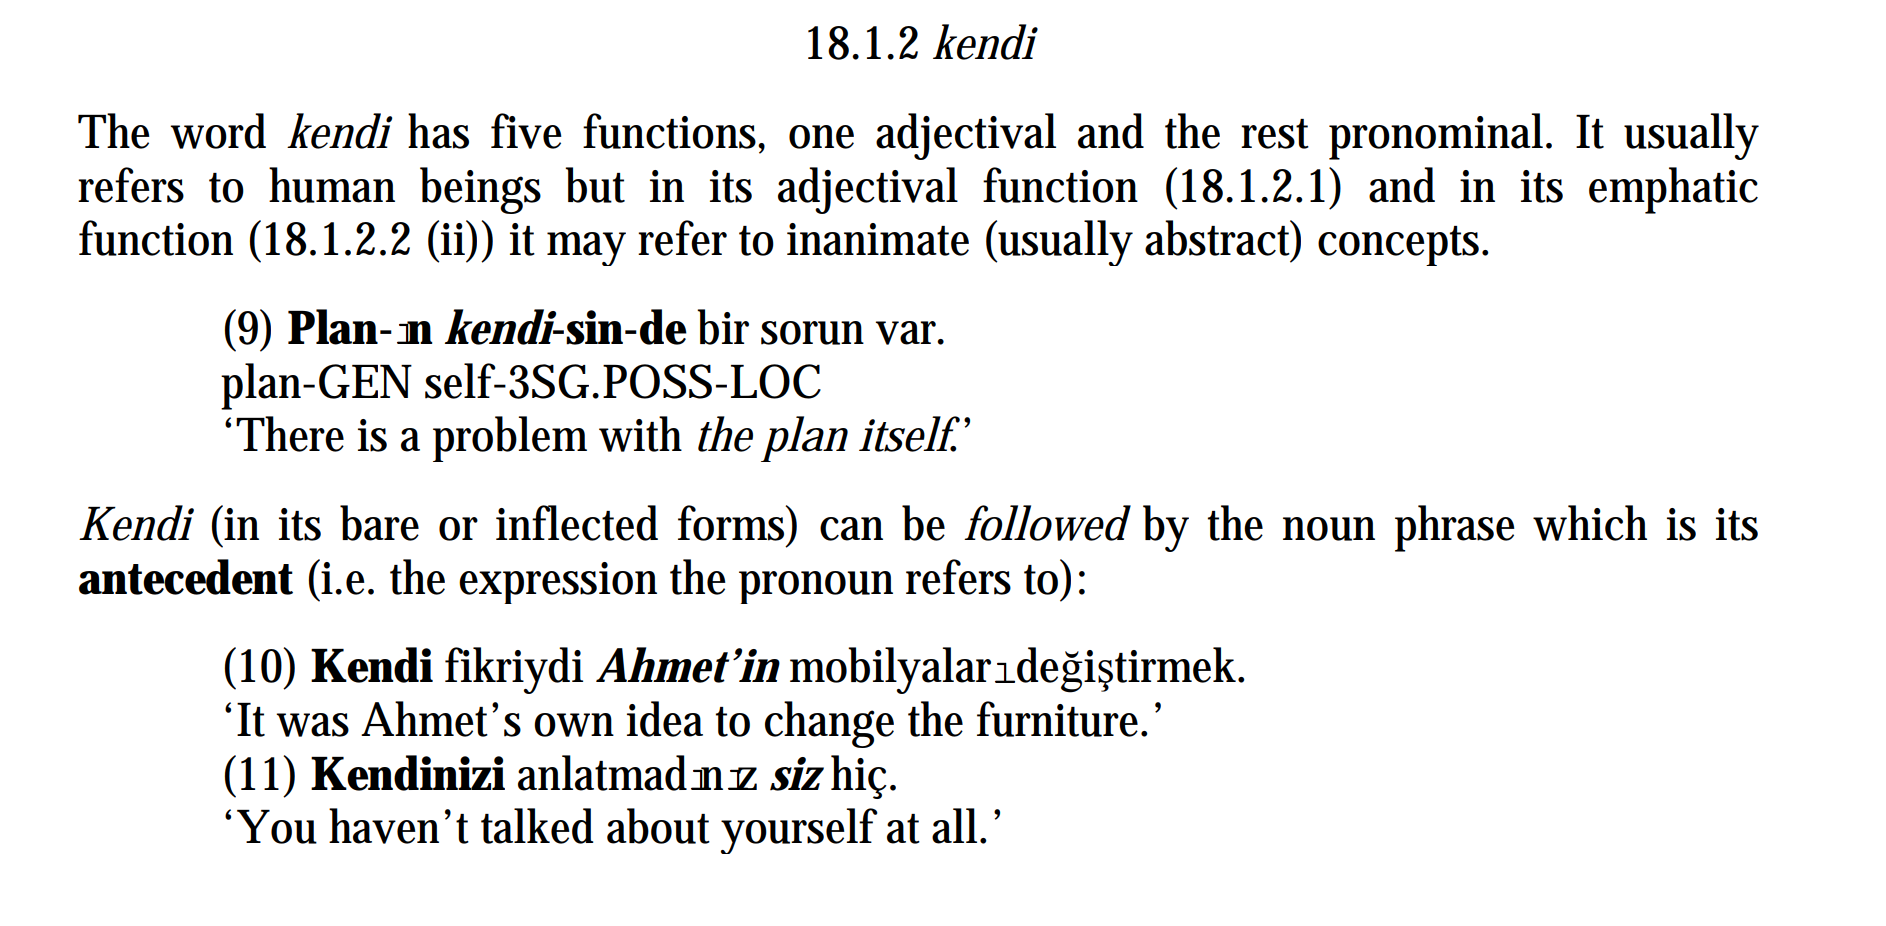 18.1.2 kendi
The word kendi has five functions, one adjectival and the rest pronominal. It usually
refers to human beings but in its adjectival function (18.1.2.1) and in its emphatic
function (18.1.2.2 (ii)) it may refer to inanimate (usually abstract) concepts.
(9) Plan-ın kendi-sin-de bir sorun var.
plan-GEN self-3SG.POSS-LOC
‘There is a problem with the plan itself.’
Kendi (in its bare or inflected forms) can be followed by the noun phrase which is its
antecedent (i.e. the expression the pronoun refers to):
(10) Kendi fikriydi Ahmet’in mobilyaları değiştirmek.
‘It was Ahmet’s own idea to change the furniture.’
(11) Kendinizi anlatmadınız siz hiç.
‘You haven’t talked about yourself at all.’